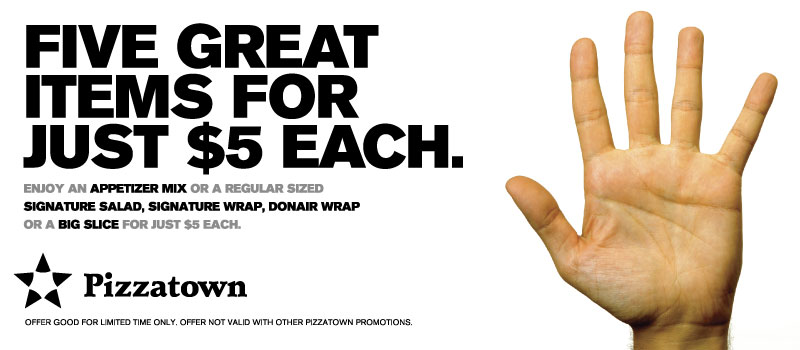 FIVE GREAT
ITEMS FOR
JUST $5 EACH.
ENJOY AN APPETIZER MIX OR A REGULAR SIZED
SIGNATURE SALAD, SIGNATURE WRAP, DONAIR WRAP
OR A BIG SLICE FOR JUST $5 EACH.
Pizzatown
OFFER GOOD FOR LIMITED TIME ONLY. OFFER NOT VALID WITH OTHER PIZZATOWN PROMOTIONS.